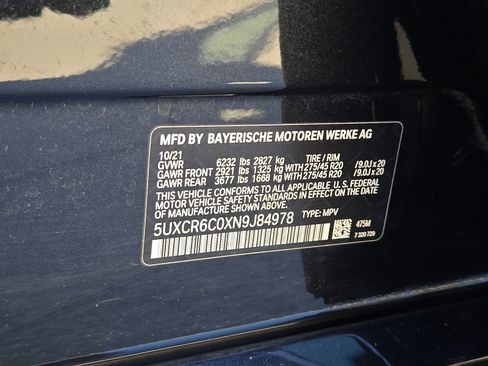 MFD BY BAYERISCHE MOTOREN WERKE AG
10/21
GVWR 6232 lbs 2827 kg TIRE / RIM
GAWR FRONT 2921 lbs 1325 kg WITH 275/45 R20 /9.0J x 20
GAWR REAR 3677 lbs 1668 kg WITH 275/45 R20 /9.0J x 20
THIS VEHICLE CONFORMS TO ALL APPLICABLE U.S. FEDERAL
MOTOR VEHICLE SAFETY STANDARDS IN EFFECT ON THE
DATE OF MANUFACTURE SHOWN ABOVE.
5UXCR6C0XN9J84978 TYPE: MPV
475M
7 320 720